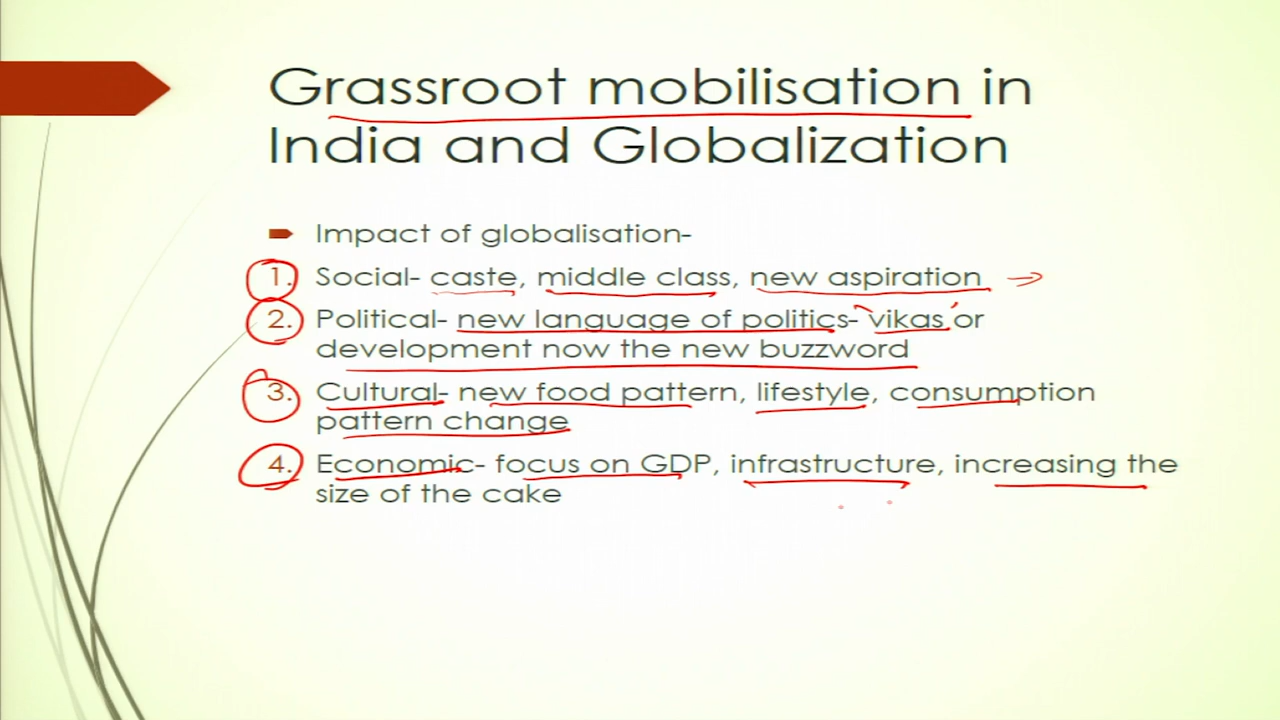 Grassroot mobilisation in
India and Globalization
Impact of globalisation-
1. Social- caste, middle class, new aspiration
2. Political- new language of politics- vikas or
development now the new buzzword
3. Cultural- new food pattern, lifestyle, consumption
pattern change
4. Economic- focus on GDP, infrastructure, increasing the
size of the cake